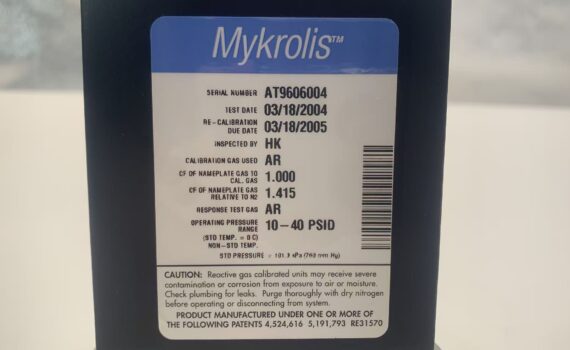 Mykrolis™
SERIAL NUMBER AT9606004
TEST DATE 03/18/2004
RE-CALIBRATION
DUE DATE 03/18/2005
INSPECTED BY HK
CALIBRATION GAS USED AR
CF OF NAMEPLATE GAS TO
CAL. GAS 1.000
CF OF NAMEPLATE GAS
RELATIVE TO N2 1.415
RESPONSE TEST GAS AR
OPERATING PRESSURE
RANGE 10-40 PSID
(STD TEMP. = 0 C)
NON-STD TEMP.
STD PRESSURE = 101.3 kPa (760 mm Hg)
CAUTION: Reactive gas calibrated units may receive severe
contamination or corrosion from exposure to air or moisture.
Check plumbing for leaks. Purge thoroughly with dry nitrogen
before operating or disconnecting from system.
PRODUCT MANUFACTURED UNDER ONE OR MORE OF
THE FOLLOWING PATENTS 4,524,616 5,191,793 RE31570